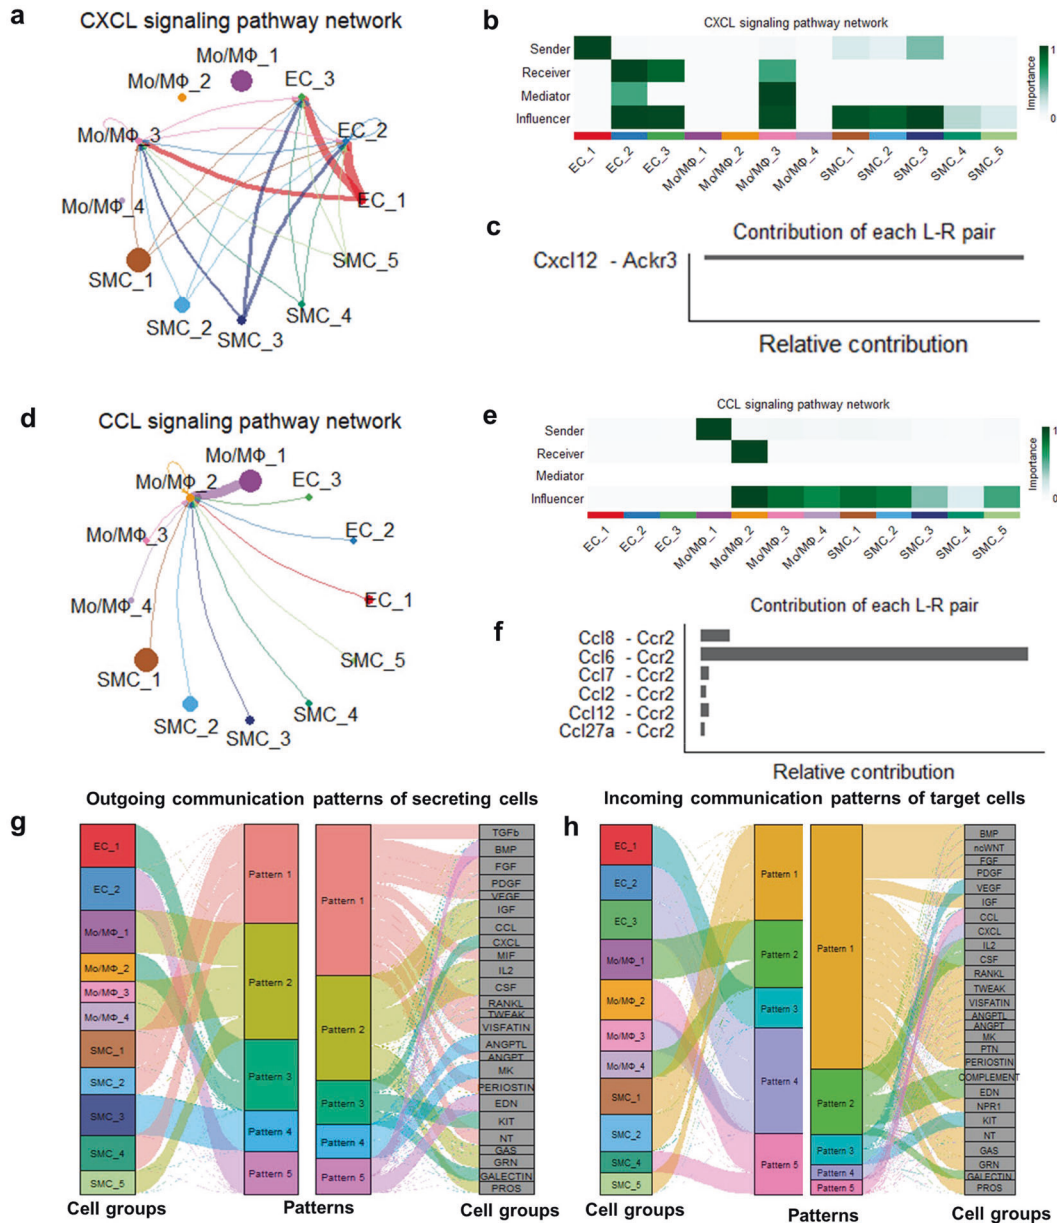 a
CXCL signaling pathway network
Mo/MΦ_1
Mo/MΦ_2
EC_3
Mo/MΦ_3
EC_2
Mo/MΦ_4
EC_1
SMC_1
SMC_5
SMC_2
SMC_4
SMC_3
b
CXCL signaling pathway network
Sender
Receiver
Mediator
Influencer
1
Importance
0
EC_1
EC_2
EC_3
Mo/MΦ_1
Mo/MΦ_2
Mo/MΦ_3
Mo/MΦ_4
SMC_1
SMC_2
SMC_3
SMC_4
SMC_5
c
Contribution of each L-R pair
Cxcl12 - Ackr3
Relative contribution
d
CCL signaling pathway network
Mo/MΦ_1
Mo/MΦ_2
EC_3
Mo/MΦ_3
EC_2
Mo/MΦ_4
EC_1
SMC_1
SMC_5
SMC_2
SMC_4
SMC_3
e
CCL signaling pathway network
Sender
Receiver
Mediator
Influencer
1
Importance
0
EC_1
EC_2
EC_3
Mo/MΦ_1
Mo/MΦ_2
Mo/MΦ_3
Mo/MΦ_4
SMC_1
SMC_2
SMC_3
SMC_4
SMC_5
f
Contribution of each L-R pair
Ccl8 - Ccr2
Ccl6 - Ccr2
Ccl7 - Ccr2
Ccl2 - Ccr2
Ccl12 - Ccr2
Ccl27a - Ccr2
Relative contribution
g
Outgoing communication patterns of secreting cells
EC_1
EC_2
Mo/MΦ_1
Mo/MΦ_2
Mo/MΦ_3
Mo/MΦ_4
SMC_1
SMC_2
SMC_3
SMC_4
SMC_5
Pattern 1
Pattern 2
Pattern 3
Pattern 4
Pattern 5
Pattern 1
Pattern 2
Pattern 3
Pattern 4
Pattern 5
TGFb
BMP
FGF
PDGF
VEGF
IGF
CCL
CXCL
MIF
IL2
CSF
RANKL
TWEAK
VISFATIN
ANGPTL
ANGPT
MK
PERIOSTIN
EDN
KIT
NT
GAS
GRN
GALECTIN
PROS
Cell groups
Patterns
Cell groups
h
Incoming communication patterns of target cells
EC_1
EC_2
EC_3
Mo/MΦ_1
Mo/MΦ_2
Mo/MΦ_3
Mo/MΦ_4
SMC_1
SMC_2
SMC_4
SMC_5
Pattern 1
Pattern 2
Pattern 3
Pattern 4
Pattern 5
Pattern 1
Pattern 2
Pattern 3
Pattern 4
Pattern 5
BMP
ncWNT
FGF
PDGF
VEGF
IGF
CCL
CXCL
IL2
CSF
RANKL
TWEAK
VISFATIN
ANGPTL
ANGPT
MK
PTN
PERIOSTIN
COMPLEMENT
EDN
NPR1
KIT
NT
GAS
GRN
GALECTIN
PROS
Cell groups
Patterns
Cell groups